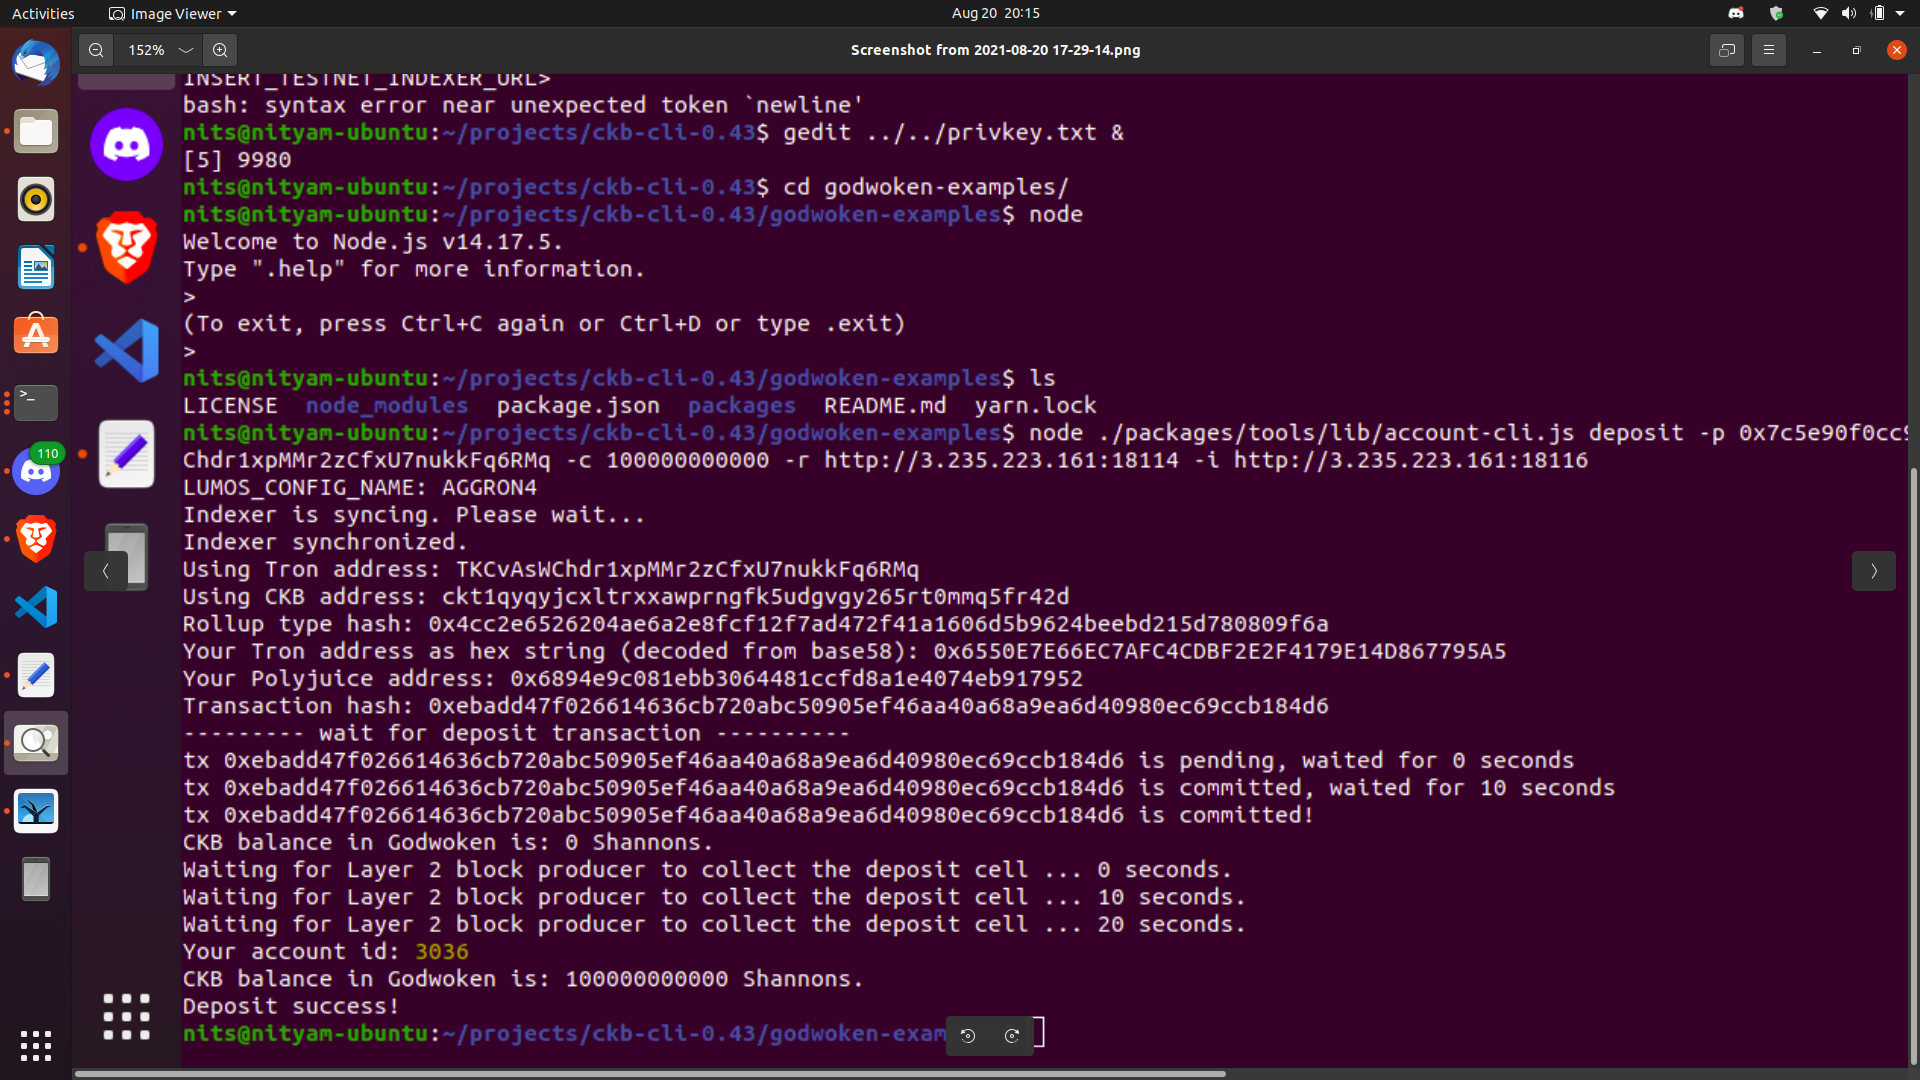 Activities
Image Viewer
Aug 20 20:15
152%
Screenshot from 2021-08-20 17-29-14.png
INSERT_TESTNET_INDEXER_URL>
bash: syntax error near unexpected token `newline'
nits@nityam-ubuntu:~/projects/ckb-cli-0.43$ gedit ../../privkey.txt &
[5] 9980
nits@nityam-ubuntu:~/projects/ckb-cli-0.43$ cd godwoken-examples/
nits@nityam-ubuntu:~/projects/ckb-cli-0.43/godwoken-examples$ node
Welcome to Node.js v14.17.5.
Type ".help" for more information.
>
(To exit, press Ctrl+C again or Ctrl+D or type .exit)
>
nits@nityam-ubuntu:~/projects/ckb-cli-0.43/godwoken-examples$ ls
LICENSE node_modules package.json packages README.md yarn.lock
nits@nityam-ubuntu:~/projects/ckb-cli-0.43/godwoken-examples$ node ./packages/tools/lib/account-cli.js deposit -p 0x7c5e90f0cc9
Chdr1xpMMr2zCfxU7nukkFq6RMq -c 100000000000 -r http://3.235.223.161:18114 -i http://3.235.223.161:18116
LUMOS_CONFIG_NAME: AGGRON4
Indexer is syncing. Please wait...
Indexer synchronized.
Using Tron address: TKCvAsWChdr1xpMMr2zCfxU7nukkFq6RMq
Using CKB address: ckt1qyqyjcxltrxxawprngfk5udgvgy265rt0mmq5fr42d
Rollup type hash: 0x4cc2e6526204ae6a2e8fcf12f7ad472f41a1606d5b9624beebd215d780809f6a
Your Tron address as hex string (decoded from base58): 0x6550E7E66EC7AFC4CDBF2E2F4179E14D867795A5
Your Polyjuice address: 0x6894e9c081ebb3064481ccfd8a1e4074eb917952
Transaction hash: 0xebadd47f026614636cb720abc50905ef46aa40a68a9ea6d40980ec69ccb184d6
--------- wait for deposit transaction ----------
tx 0xebadd47f026614636cb720abc50905ef46aa40a68a9ea6d40980ec69ccb184d6 is pending, waited for 0 seconds
tx 0xebadd47f026614636cb720abc50905ef46aa40a68a9ea6d40980ec69ccb184d6 is committed, waited for 10 seconds
tx 0xebadd47f026614636cb720abc50905ef46aa40a68a9ea6d40980ec69ccb184d6 is committed!
CKB balance in Godwoken is: 0 Shannons.
Waiting for Layer 2 block producer to collect the deposit cell ... 0 seconds.
Waiting for Layer 2 block producer to collect the deposit cell ... 10 seconds.
Waiting for Layer 2 block producer to collect the deposit cell ... 20 seconds.
Your account id: 3036
CKB balance in Godwoken is: 100000000000 Shannons.
Deposit success!
nits@nityam-ubuntu:~/projects/ckb-cli-0.43/godwoken-exam
110